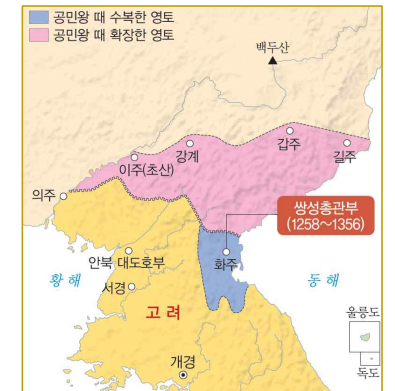 공민왕 때 수복한 영토
공민왕 때 확장한 영토
백두산
갑주
강계
길주
이주(초산)
의주
쌍성총관부
(1258~1356)
안북 대도호부
화주
황해
동해
서경
고려
울릉도
개경
독도